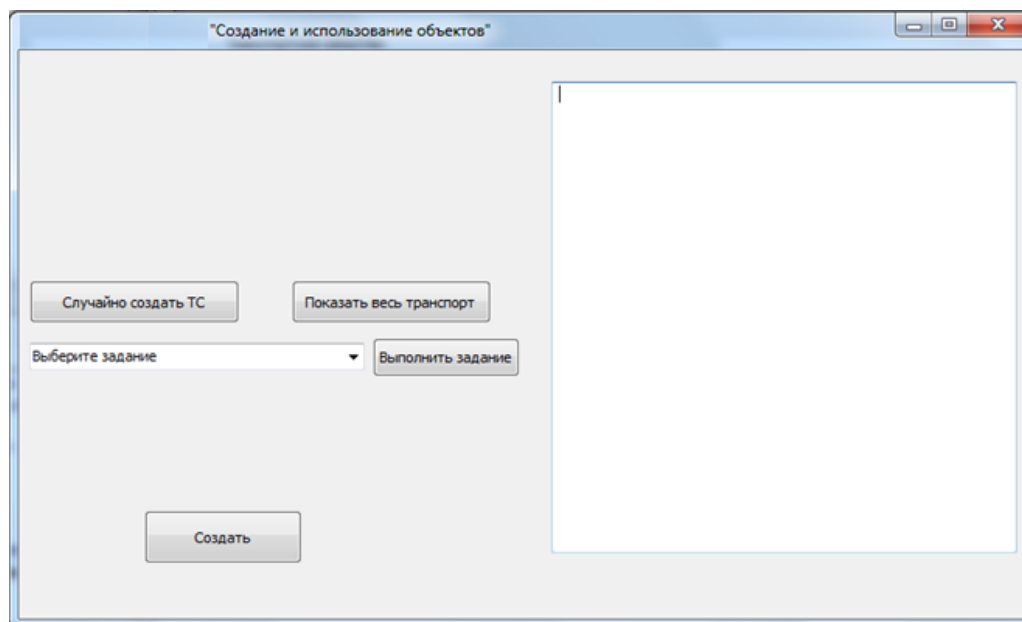 "Создание и использование объектов"
Случайно создать ТС
Показать весь транспорт
Выберите задание
Выполнить задание
Создать